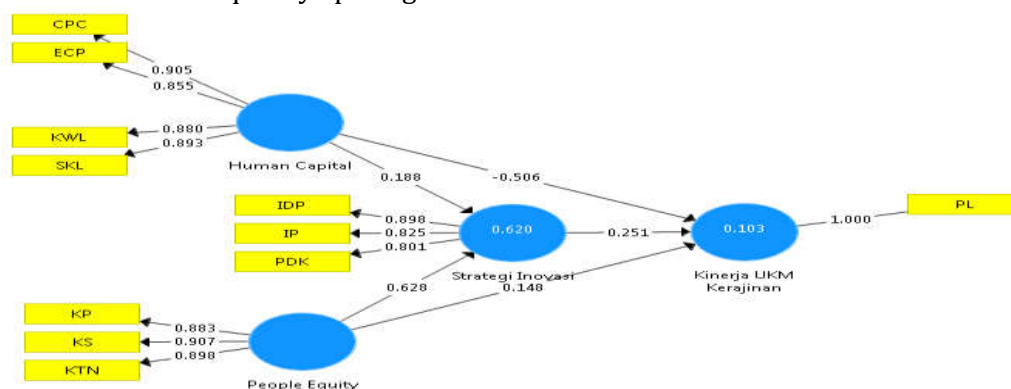 CPC
ECP
0.905
0.855
KWL
0.880
SKL
0.893
Human Capital
0.188
-0.506
IDP
0.898
IP
0.825
PDK
0.801
0.620
Strategi Inovasi
0.251
0.103
Kinerja UKM
Kerajinan
1.000
PL
0.628
0.148
KP
0.883
KS
0.907
KTN
0.898
People Equity